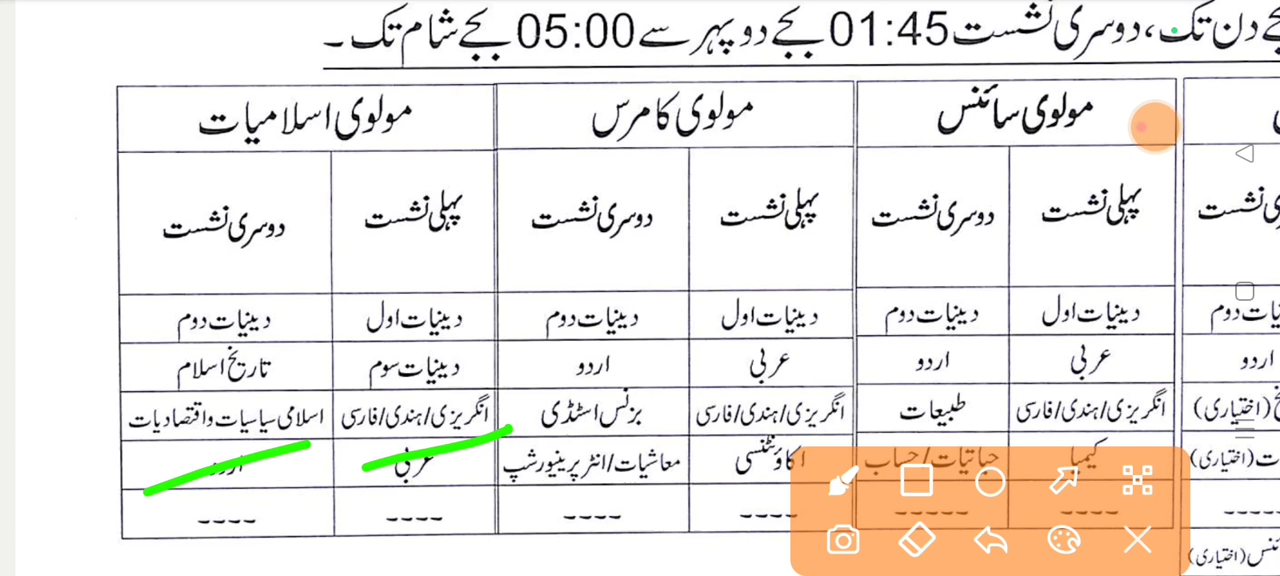 بجے دن تک، دوسری نشست 01:45 بجے دوپہر سے 05:00 بجے شام تک۔
مولوی سائنس مولوی کامرس مولوی اسلامیات
نشست پہلی نشست دوسری نشست پہلی نشست دوسری نشست پہلی نشست دوسری نشست
دوم دینیات اول دینیات دوم دینیات اول دینیات دوم دینیات اول دینیات دوم
اردو عربی اردو عربی اردو دینیات سوم تاریخ اسلام
(اختیاری) انگریزی/ہندی/فارسی طبیعات انگریزی/ہندی/فارسی بزنس اسٹڈی انگریزی/ہندی/فارسی اسلامی سیاسیات واقتصادیات
(اختیاری) کیمیا حیاتیات/حساب اکاؤنٹنسی معاشیات/انٹرپرینیورشپ عربی اردو
----- ---- ----- ---- ---- ---- ----
(اختیاری)